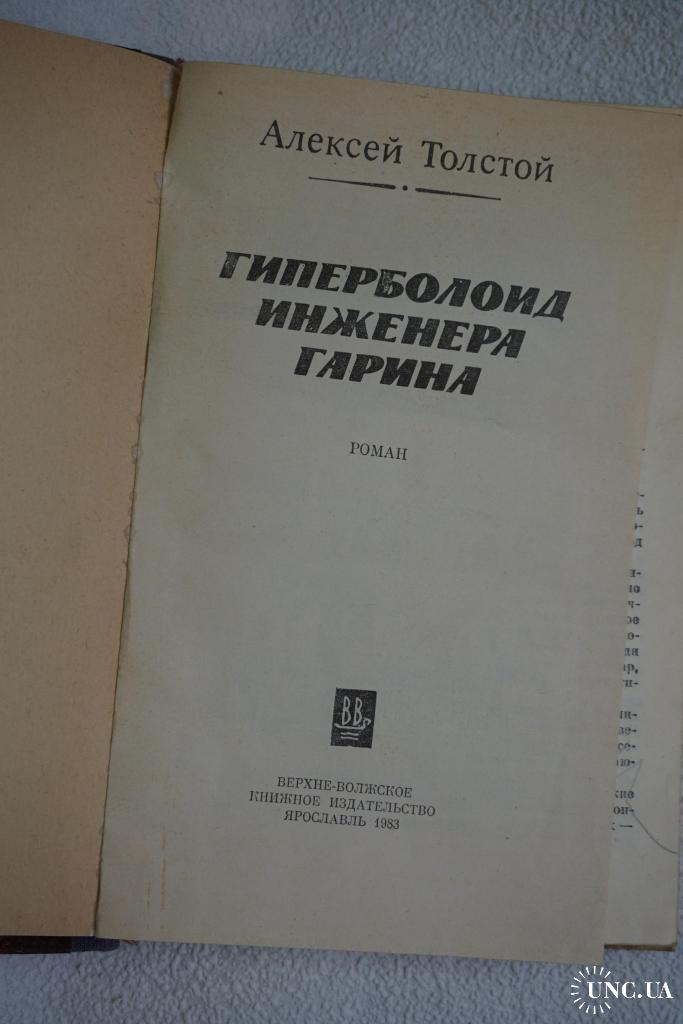 Алексей Толстой
ГИПЕРБОЛОИД
ИНЖЕНЕРА
ГАРИНА
РОМАН
ВВ
ВЕРХНЕ-ВОЛЖСКОЕ
КНИЖНОЕ ИЗДАТЕЛЬСТВО
ЯРОСЛАВЛЬ 1983
UNC.UA